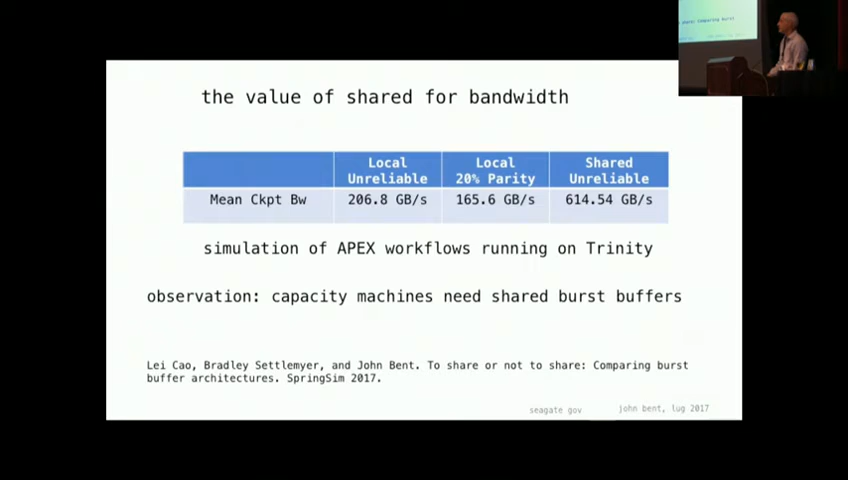 the value of shared for bandwidth
Local Unreliable
Local 20% Parity
Shared Unreliable
Mean Ckpt Bw 206.8 GB/s 165.6 GB/s 614.54 GB/s
simulation of APEX workflows running on Trinity
observation: capacity machines need shared burst buffers
Lei Cao, Bradley Settlemyer, and John Bent. To share or not to share: Comparing burst
buffer architectures. SpringSim 2017.
seagate gov
john bent, lug 2017